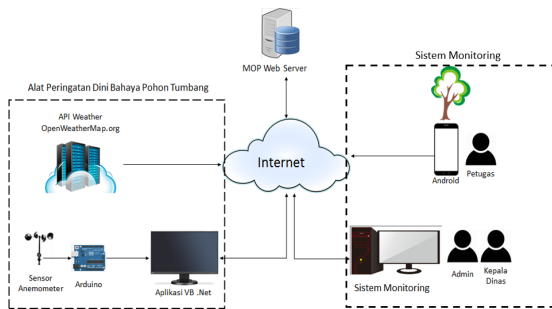 MOP Web Server
Sistem Monitoring
Alat Peringatan Dini Bahaya Pohon Tumbang
API Weather
OpenWeatherMap.org
Internet
Android
Petugas
Sensor
Anemometer
Arduino
Aplikasi VB .Net
Sistem Monitoring
Admin
Kepala
Dinas